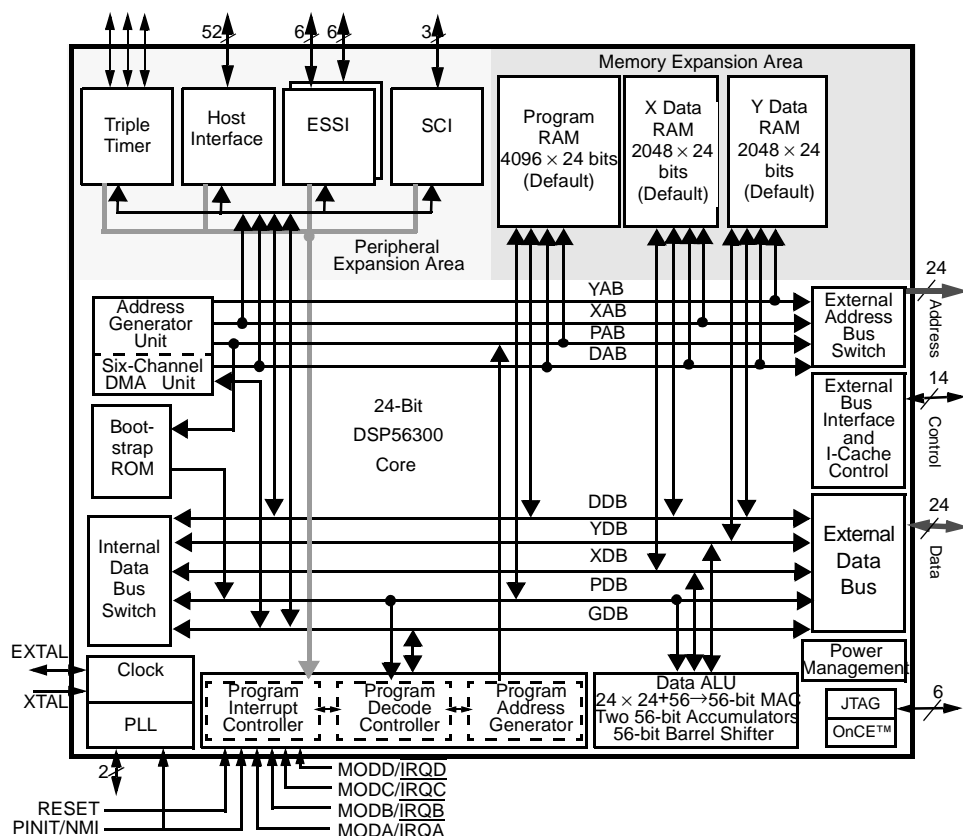 52
6
6
3
Memory Expansion Area
Triple
Timer
Host
Interface
ESSI
SCI
Program
RAM
4096 × 24 bits
(Default)
X Data
RAM
2048 × 24
bits
(Default)
Y Data
RAM
2048 × 24
bits
(Default)
Peripheral
Expansion Area
YAB
XAB
PAB
DAB
Address
Generator
Unit
Six-Channel
DMA Unit
External
Address
Bus
Switch
24
Address
24-Bit
DSP56300
Core
Boot-
strap
ROM
External
Bus
Interface
and
I-Cache
Control
14
Control
DDB
YDB
XDB
PDB
GDB
Internal
Data
Bus
Switch
External
Data
Bus
24
Data
EXTAL
XTAL
Clock
PLL
2
Program
Interrupt
Controller
Program
Decode
Controller
Program
Address
Generator
Data ALU
24 × 24+56→56-bit MAC
Two 56-bit Accumulators
56-bit Barrel Shifter
Power
Management
JTAG
OnCE™
6
MODD/IRQD
MODC/IRQC
MODB/IRQB
MODA/IRQA
RESET
PINIT/NMI